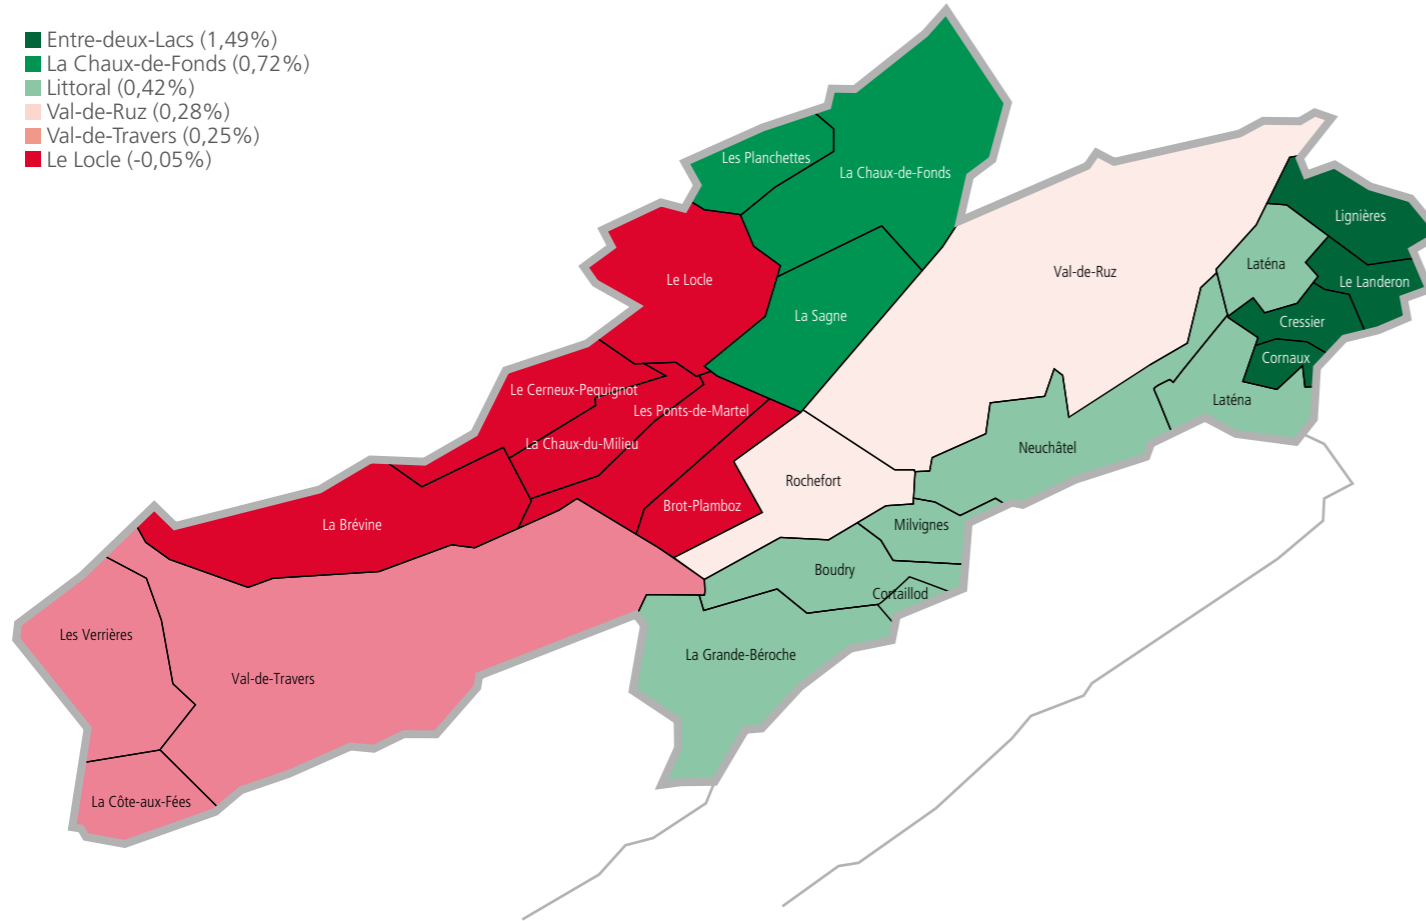 Entre-deux-Lacs (1,49%)
La Chaux-de-Fonds (0,72%)
Littoral (0,42%)
Val-de-Ruz (0,28%)
Val-de-Travers (0,25%)
Le Locle (-0,05%)
Les Planchettes
La Chaux-de-Fonds
Lignières
Laténa
Val-de-Ruz
Le Locle
Le Landeron
La Sagne
Cressier
Cornaux
Le Cerneux-Pequignot
Laténa
Les Ponts-de-Martel
La Chaux-du-Milieu
Neuchâtel
Rochefort
Brot-Plamboz
La Brévine
Milvignes
Boudry
Cortaillod
Les Verrières
La Grande-Béroche
Val-de-Travers
La Côte-aux-Fées